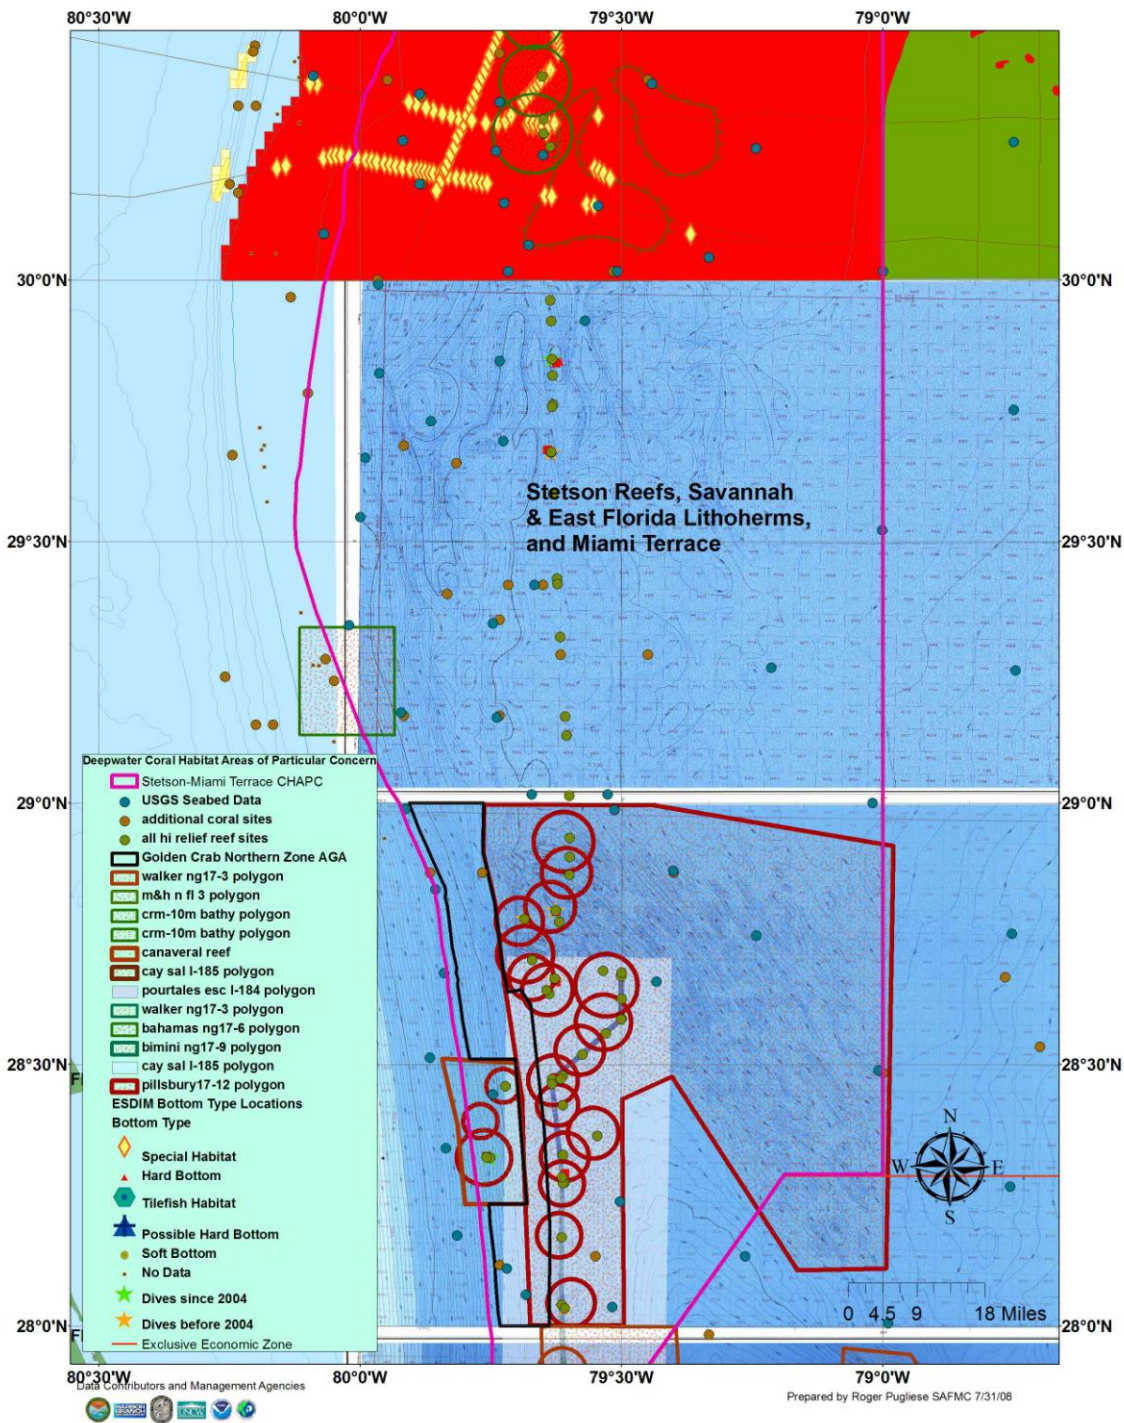 80°30'W 80°0'W 79°30'W 79°0'W
30°0'N 30°0'N
Stetson Reefs, Savannah
& East Florida Lithoherms,
and Miami Terrace
29°30'N 29°30'N
Deepwater Coral Habitat Areas of Particular Concern
Stetson-Miami Terrace CHAPC
USGS Seabed Data
additional coral sites
all hi relief reef sites
Golden Crab Northern Zone AGA
walker ng17-3 polygon
m&h n fl 3 polygon
crm-10m bathy polygon
crm-10m bathy polygon
canaveral reef
cay sal l-185 polygon
pourtales esc l-184 polygon
walker ng17-3 polygon
bahamas ng17-6 polygon
bimini ng17-9 polygon
cay sal l-185 polygon
pillsbury17-12 polygon
ESDIM Bottom Type Locations
Bottom Type
Special Habitat
Hard Bottom
Tilefish Habitat
Possible Hard Bottom
Soft Bottom
No Data
Dives since 2004
Dives before 2004
Exclusive Economic Zone
29°0'N 29°0'N
28°30'N 28°30'N
N
W E
S
0 4.5 9 18 Miles
28°0'N 28°0'N
80°30'W 80°0'W 79°30'W 79°0'W
Data Contributors and Management Agencies
Prepared by Roger Pugliese SAFMC 7/31/08